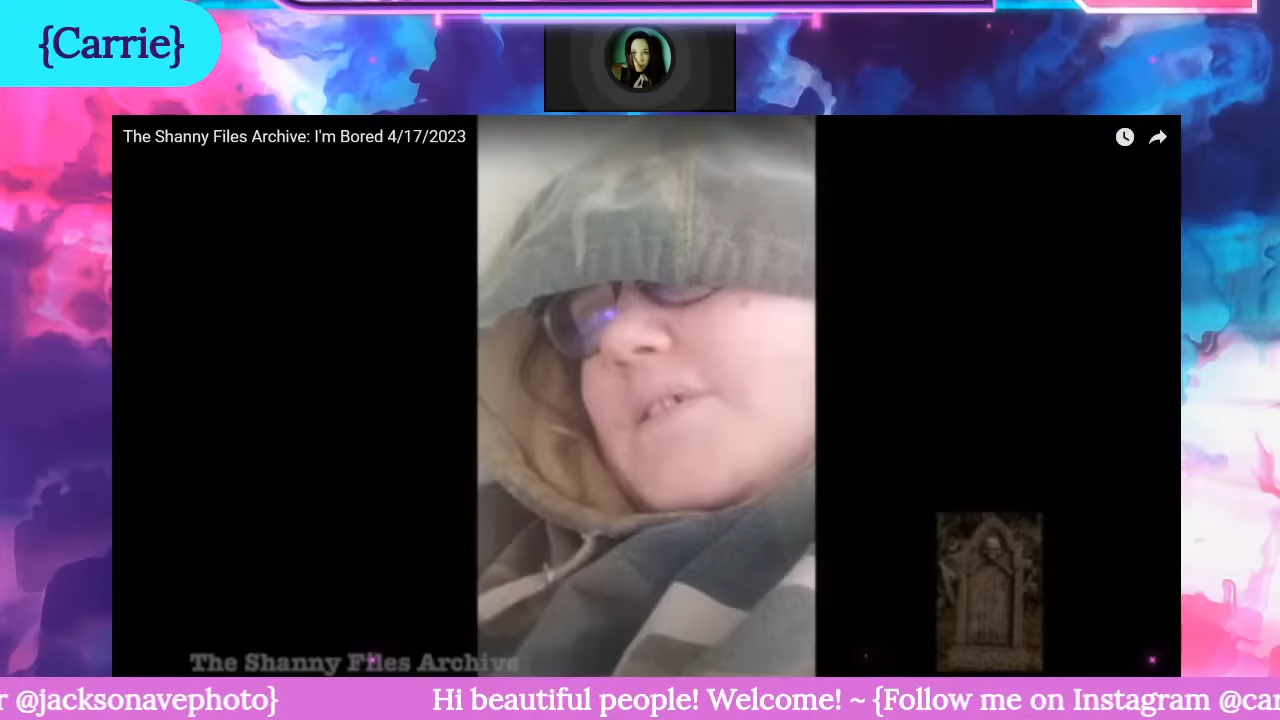 {Carrie}
The Shanny Files Archive: I'm Bored 4/17/2023
The Shanny Files Archive
r @jacksonavephoto} Hi beautiful people! Welcome! ~ {Follow me on Instagram @car